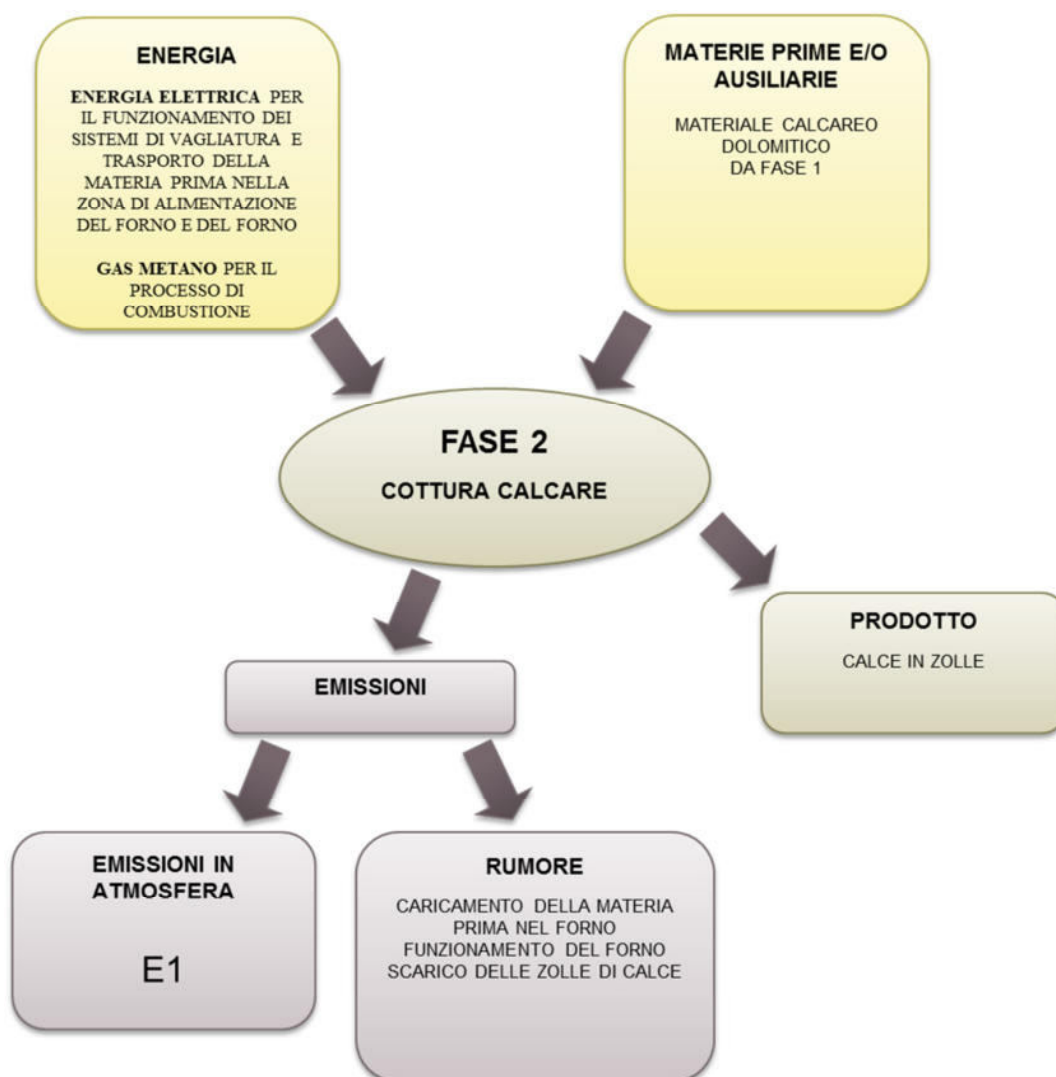 ENERGIA
ENERGIA ELETTRICA PER
IL FUNZIONAMENTO DEI
SISTEMI DI VAGLIATURA E
TRASPORTO DELLA
MATERIA PRIMA NELLA
ZONA DI ALIMENTAZIONE
DEL FORNO E DEL FORNO
GAS METANO PER IL
PROCESSO DI
COMBUSTIONE
MATERIE PRIME E/O
AUSILIARIE
MATERIALE CALCAREO
DOLOMITICO
DA FASE 1
FASE 2
COTTURA CALCARE
PRODOTTO
CALCE IN ZOLLE
EMISSIONI
EMISSIONI IN
ATMOSFERA
E1
RUMORE
CARICAMENTO DELLA MATERIA
PRIMA NEL FORNO
FUNZIONAMENTO DEL FORNO
SCARICO DELLE ZOLLE DI CALCE